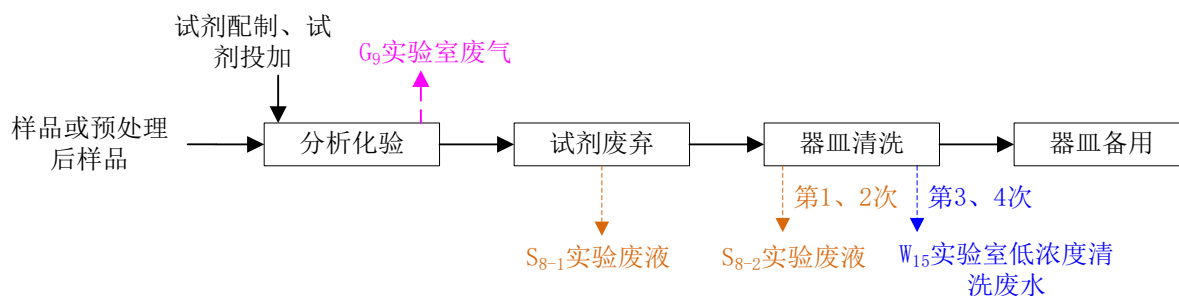 试剂配制、试
剂投加
G₉实验室废气
样品或预处理
后样品
分析化验
试剂废弃
器皿清洗
器皿备用
第1、2次
第3、4次
S₈₋₁实验废液
S₈₋₂实验废液
W₁₅实验室低浓度清
洗废水